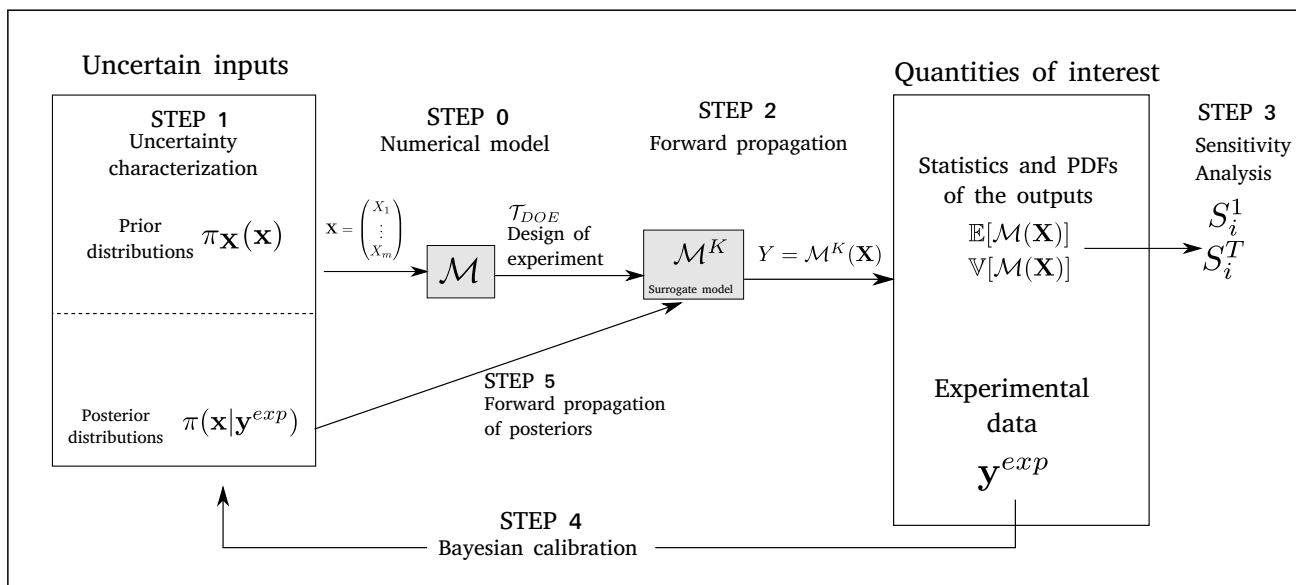 Uncertain inputs
STEP 1
Uncertainty
characterization
Prior
distributions
π_X(x)
Posterior
distributions
π(x|y^{exp})
STEP 0
Numerical model
X = (X_1 ⋮ X_m)
M
T_{DOE}
Design of
experiment
STEP 2
Forward propagation
M^K
Surrogate model
Y = M^K(X)
STEP 5
Forward propagation
of posteriors
Quantities of interest
Statistics and PDFs
of the outputs
𝔼[M(X)]
𝕍[M(X)]
Experimental
data
y^{exp}
STEP 3
Sensitivity
Analysis
S_i^1
S_i^T
STEP 4
Bayesian calibration